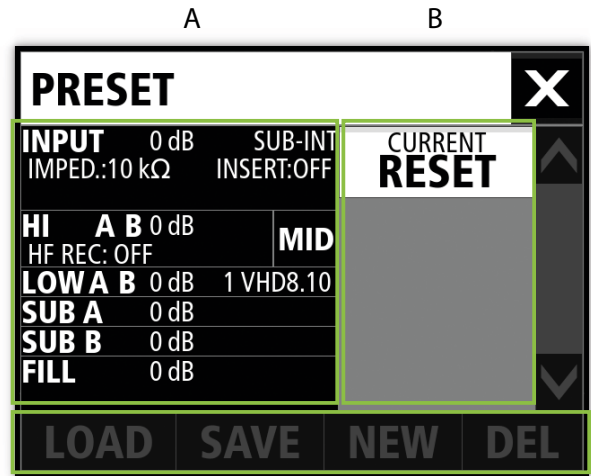 A B
PRESET X
INPUT 0 dB SUB-INT
IMPED.:10 kΩ INSERT:OFF
CURRENT
RESET
HI A B 0 dB MID
HF REC: OFF
LOW A B 0 dB 1 VHD8.10
SUB A 0 dB
SUB B 0 dB
FILL 0 dB
LOAD SAVE NEW DEL